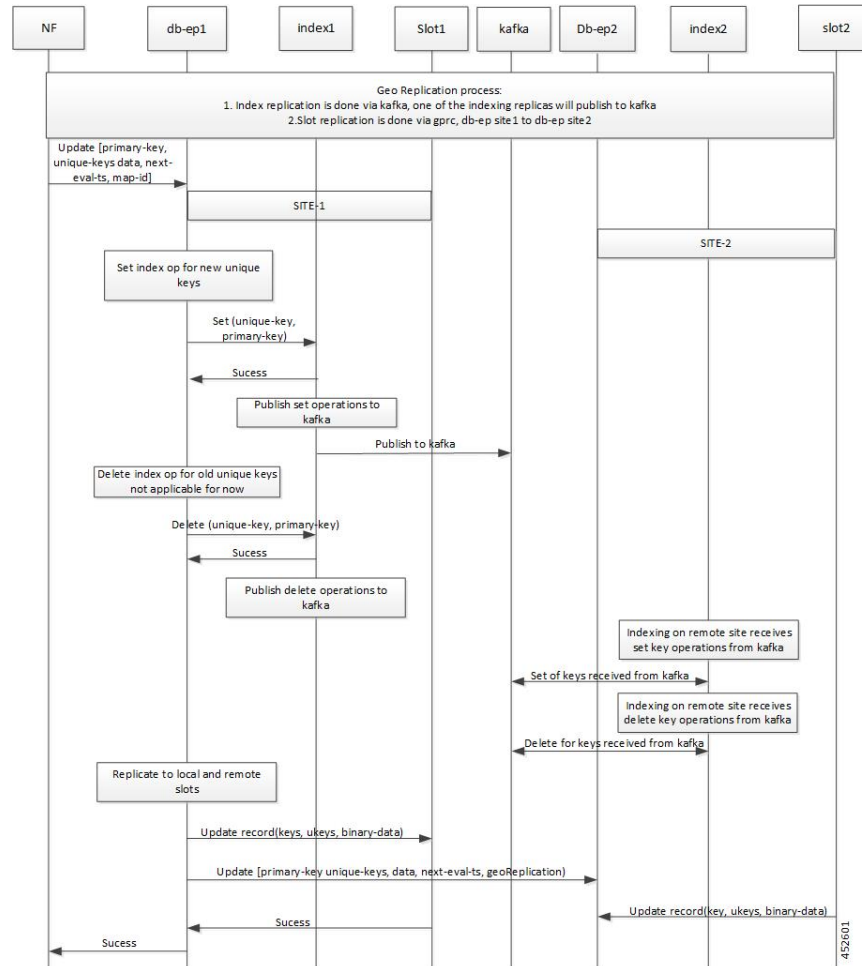 NF
db-ep1
index1
Slot1
kafka
Db-ep2
index2
slot2
Geo Replication process:
1. Index replication is done via kafka, one of the indexing replicas will publish to kafka
2.Slot replication is done via gprc, db-ep site1 to db-ep site2
Update [primary-key,
unique-keys data, next-
eval-ts, map-id]
SITE-1
SITE-2
Set index op for new unique
keys
Set (unique-key,
primary-key)
Sucess
Publish set operations to
kafka
Publish to kafka
Delete index op for old unique keys
not applicable for now
Delete (unique-key, primary-key)
Sucess
Publish delete operations to
kafka
Indexing on remote site receives
set key operations from kafka
Set of keys received from kafka
Indexing on remote site receives
delete key operations from kafka
Delete for keys received from kafka
Replicate to local and remote
slots
Update record(keys, ukeys, binary-data)
Update [primary-key unique-keys, data, next-eval-ts, geoReplication)
Update record(key, ukeys, binary-data)
Sucess
Sucess
452601